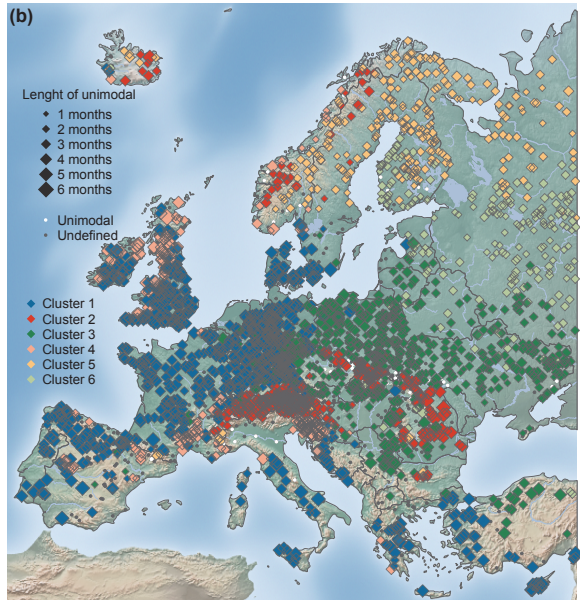 (b)
Lenght of unimodal
1 months
2 months
3 months
4 months
5 months
6 months
Unimodal
Undefined
Cluster 1
Cluster 2
Cluster 3
Cluster 4
Cluster 5
Cluster 6